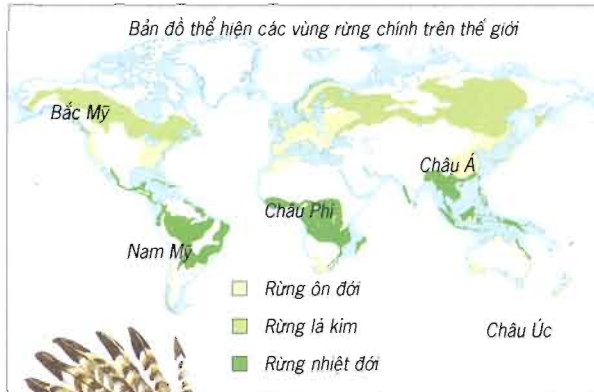 Bản đồ thể hiện các vùng rừng chính trên thế giới
Bắc Mỹ
Châu Á
Châu Phi
Nam Mỹ
Rừng ôn đới
Rừng lá kim
Châu Úc
Rừng nhiệt đới